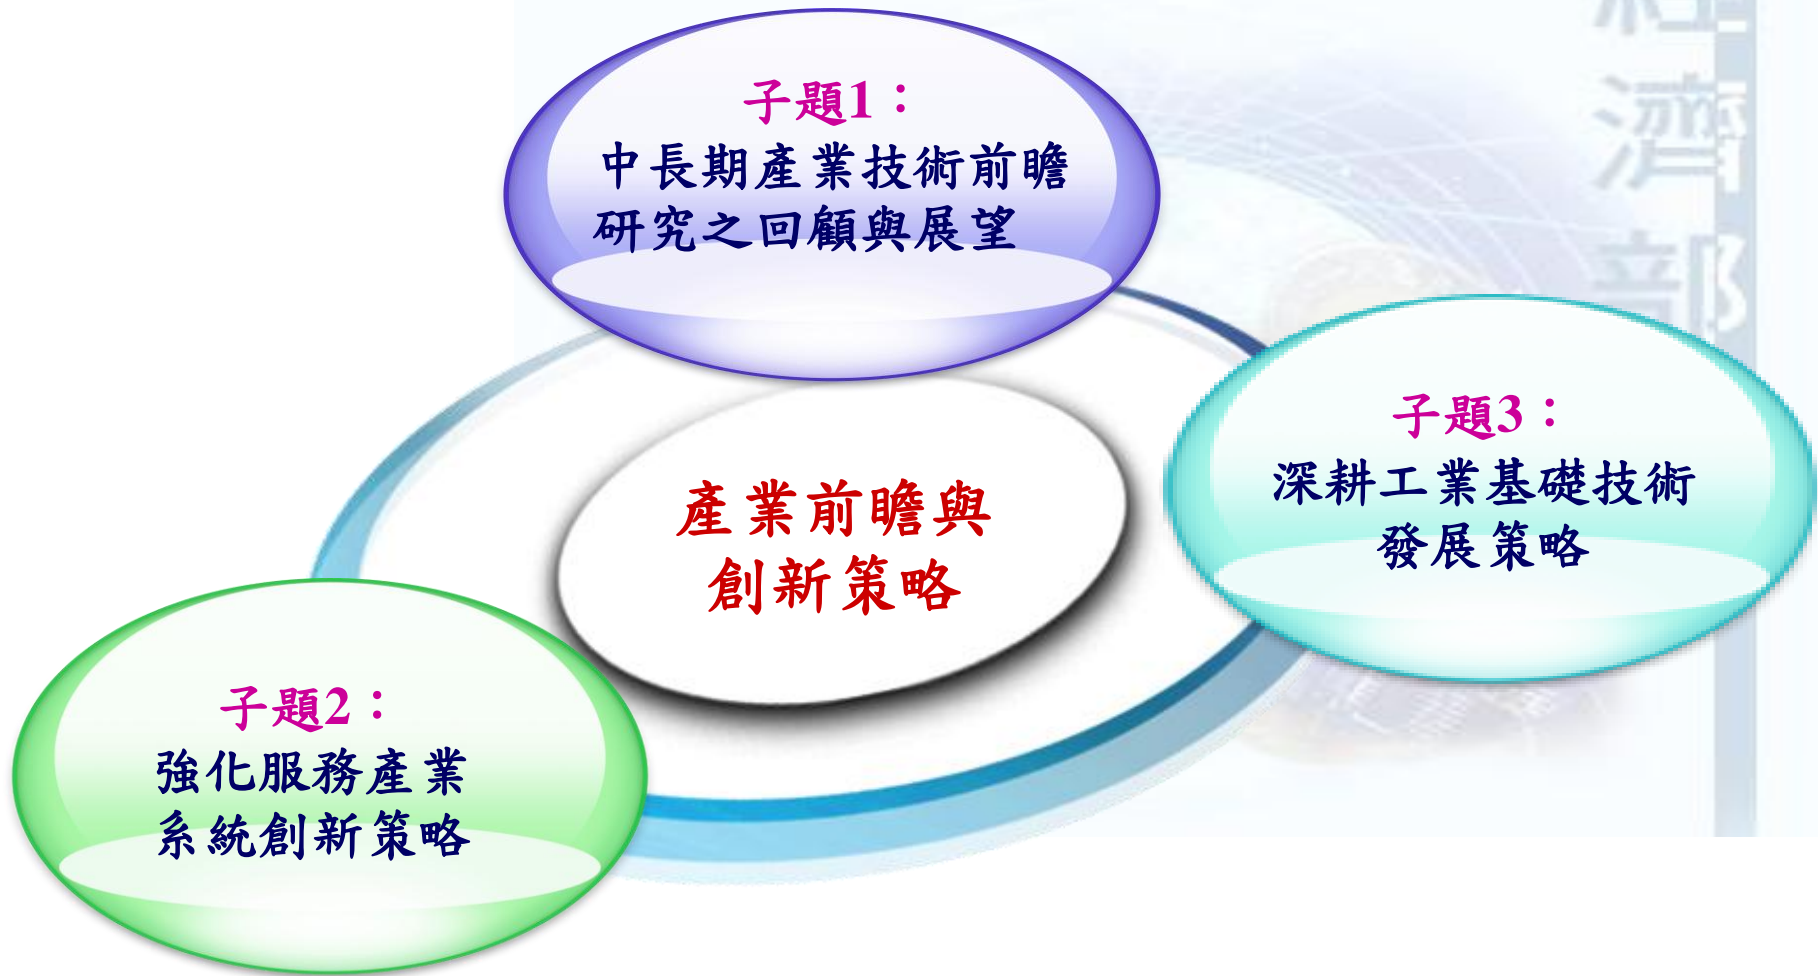 子題1：
中長期產業技術前瞻
研究之回顧與展望
子題3：
深耕工業基礎技術
發展策略
產業前瞻與
創新策略
子題2：
強化服務產業
系統創新策略
經
濟
部